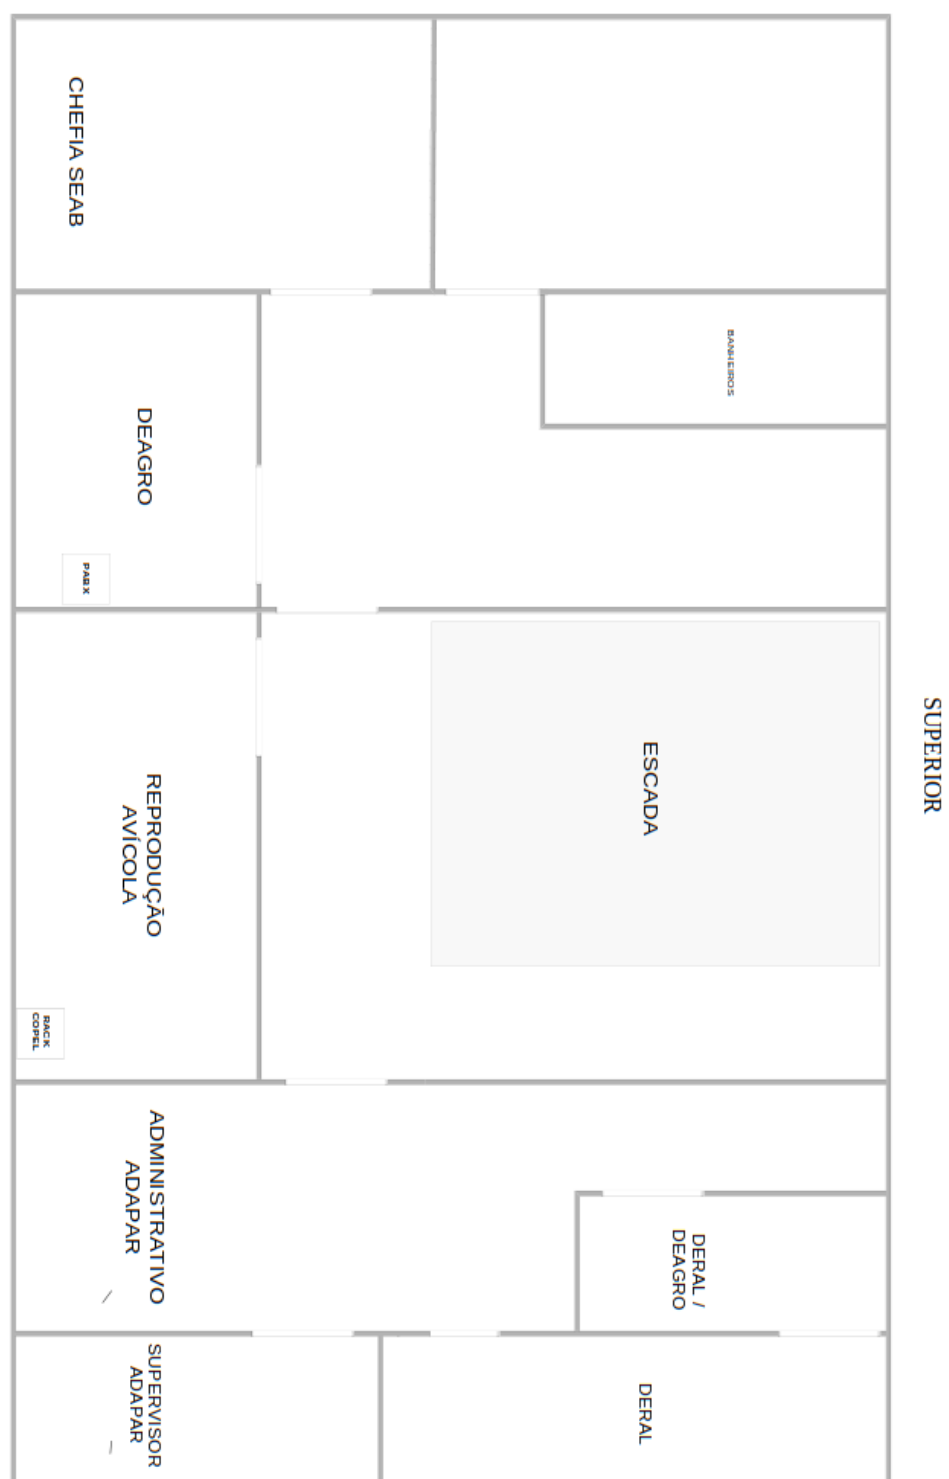 SUPERIOR
CHEFIA SEAB
BANHEIROS
DEAGRO
PABX
ESCADA
REPRODUÇÃO
AVÍCOLA
RACK
COPEL
ADMINISTRATIVO
ADAPAR
DERAL /
DEAGRO
SUPERVISOR
ADAPAR
DERAL